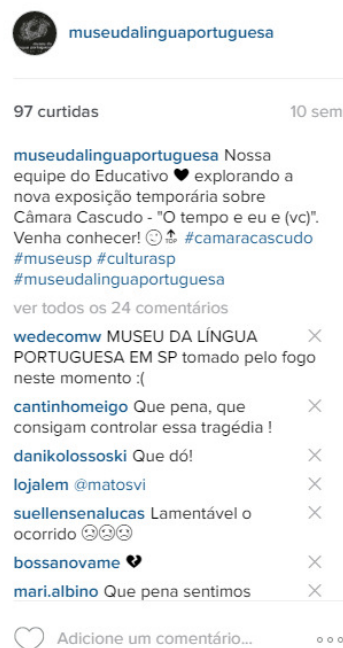 museudalinguaportuguesa
97 curtidas 10 sem
museudalinguaportuguesa Nossa
equipe do Educativo 🖤 explorando a
nova exposição temporária sobre
Câmara Cascudo - "O tempo e eu e (vc)".
Venha conhecer! #camaracascudo
#museusp #culturasp
#museudalinguaportuguesa
ver todos os 24 comentários
wedecomw MUSEU DA LÍNGUA
PORTUGUESA EM SP tomado pelo fogo
neste momento :(
cantinhomeigo Que pena, que
consigam controlar essa tragédia !
danikolossoski Que dó!
lojalem @matosvi
suellensenalucas Lamentável o
ocorrido 😢😢😢
bossanovame 💔
mari.albino Que pena sentimos
Adicione um comentário...